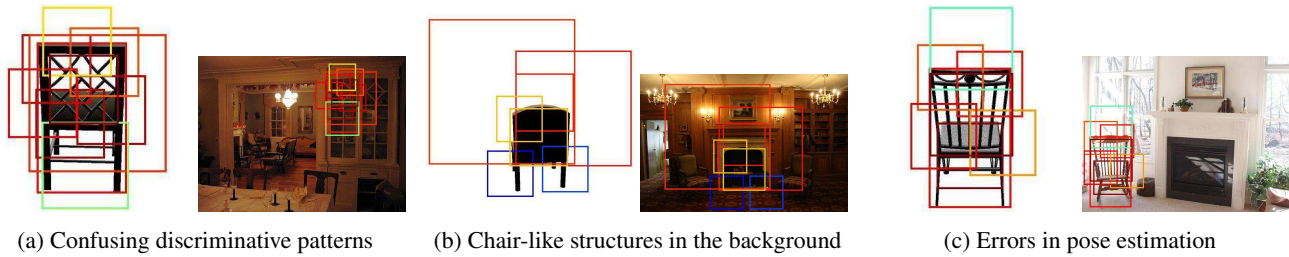 (a) Confusing discriminative patterns
(b) Chair-like structures in the background
(c) Errors in pose estimation